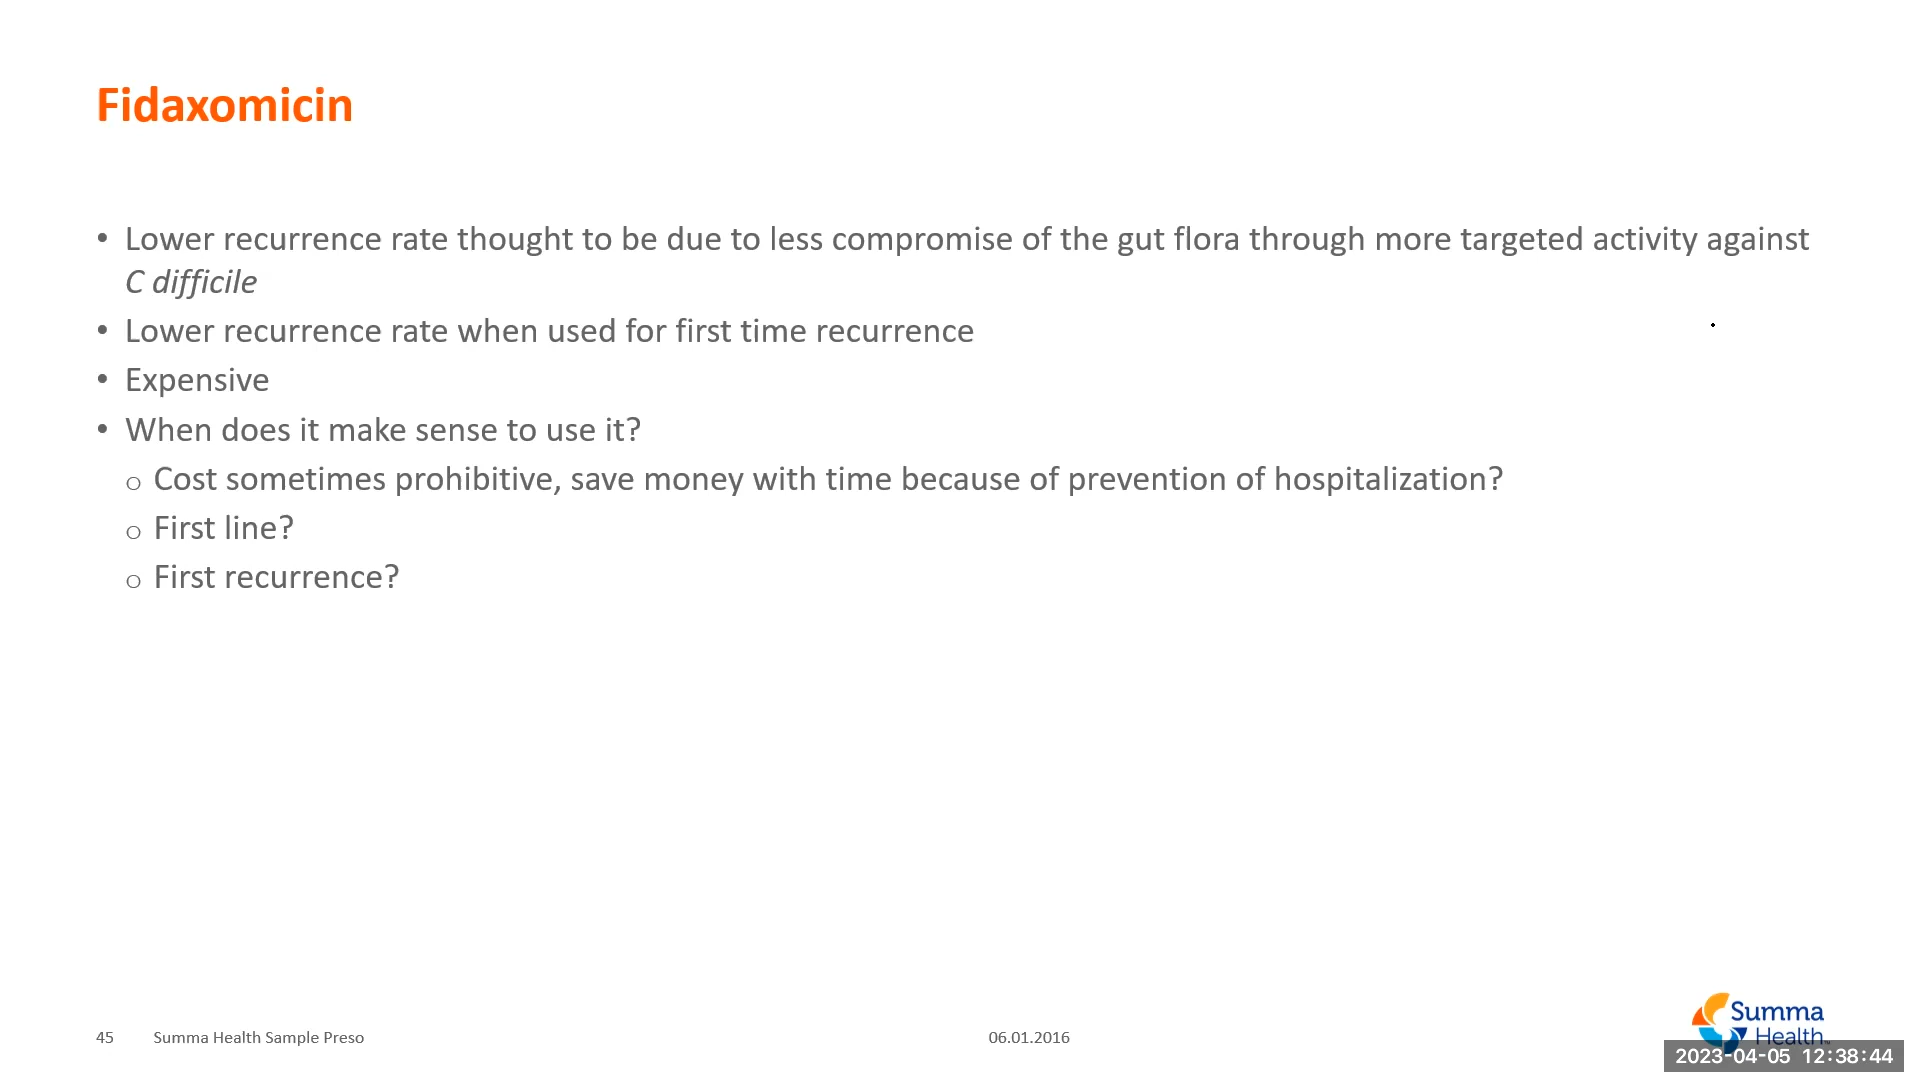 Fidaxomicin
• Lower recurrence rate thought to be due to less compromise of the gut flora through more targeted activity against
C difficile
• Lower recurrence rate when used for first time recurrence
• Expensive
• When does it make sense to use it?
o Cost sometimes prohibitive, save money with time because of prevention of hospitalization?
o First line?
o First recurrence?
45 Summa Health Sample Preso 06.01.2016
Summa
Health
2023-04-05 12:38:44